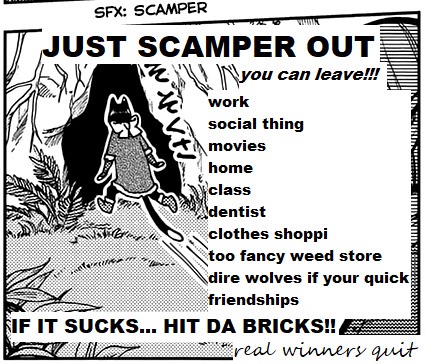 SFX: SCAMPER
JUST SCAMPER OUT
you can leave!!!
work
social thing
movies
home
class
dentist
clothes shoppi
too fancy weed store
dire wolves if your quick
friendships
IF IT SUCKS... HIT DA BRICKS!!
real winners quit